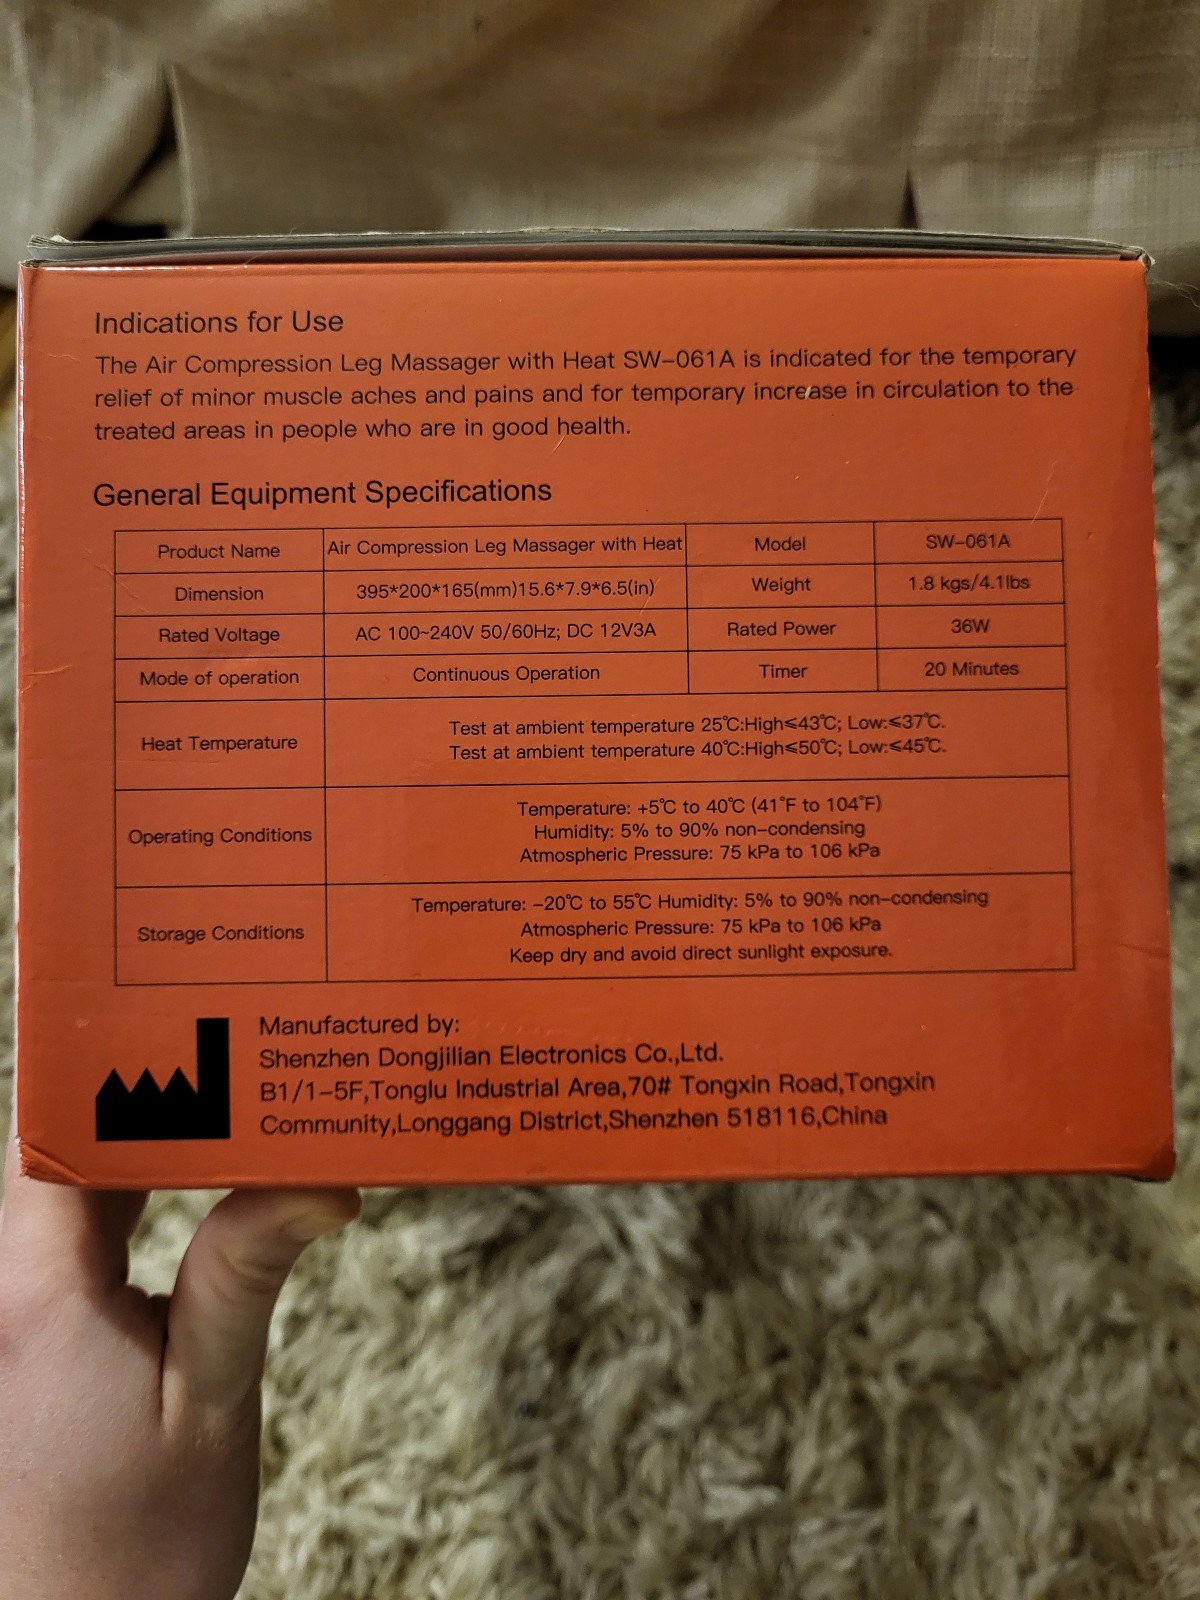 Indications for Use
The Air Compression Leg Massager with Heat SW-061A is indicated for the temporary
relief of minor muscle aches and pains and for temporary increase in circulation to the
treated areas in people who are in good health.
General Equipment Specifications
Product Name Air Compression Leg Massager with Heat Model SW-061A
Dimension 395*200*165(mm)15.6*7.9*6.5(in) Weight 1.8 kgs/4.1lbs
Rated Voltage AC 100~240V 50/60Hz; DC 12V3A Rated Power 36W
Mode of operation Continuous Operation Timer 20 Minutes
Heat Temperature
Test at ambient temperature 25℃:High≤43℃; Low:≤37℃.
Test at ambient temperature 40℃:High≤50℃; Low:≤45℃.
Operating Conditions
Temperature: +5℃ to 40℃ (41°F to 104°F)
Humidity: 5% to 90% non-condensing
Atmospheric Pressure: 75 kPa to 106 kPa
Storage Conditions
Temperature: -20℃ to 55℃ Humidity: 5% to 90% non-condensing
Atmospheric Pressure: 75 kPa to 106 kPa
Keep dry and avoid direct sunlight exposure.
Manufactured by:
Shenzhen Dongjilian Electronics Co.,Ltd.
B1/1-5F,Tonglu Industrial Area,70# Tongxin Road,Tongxin
Community,Longgang District,Shenzhen 518116,China